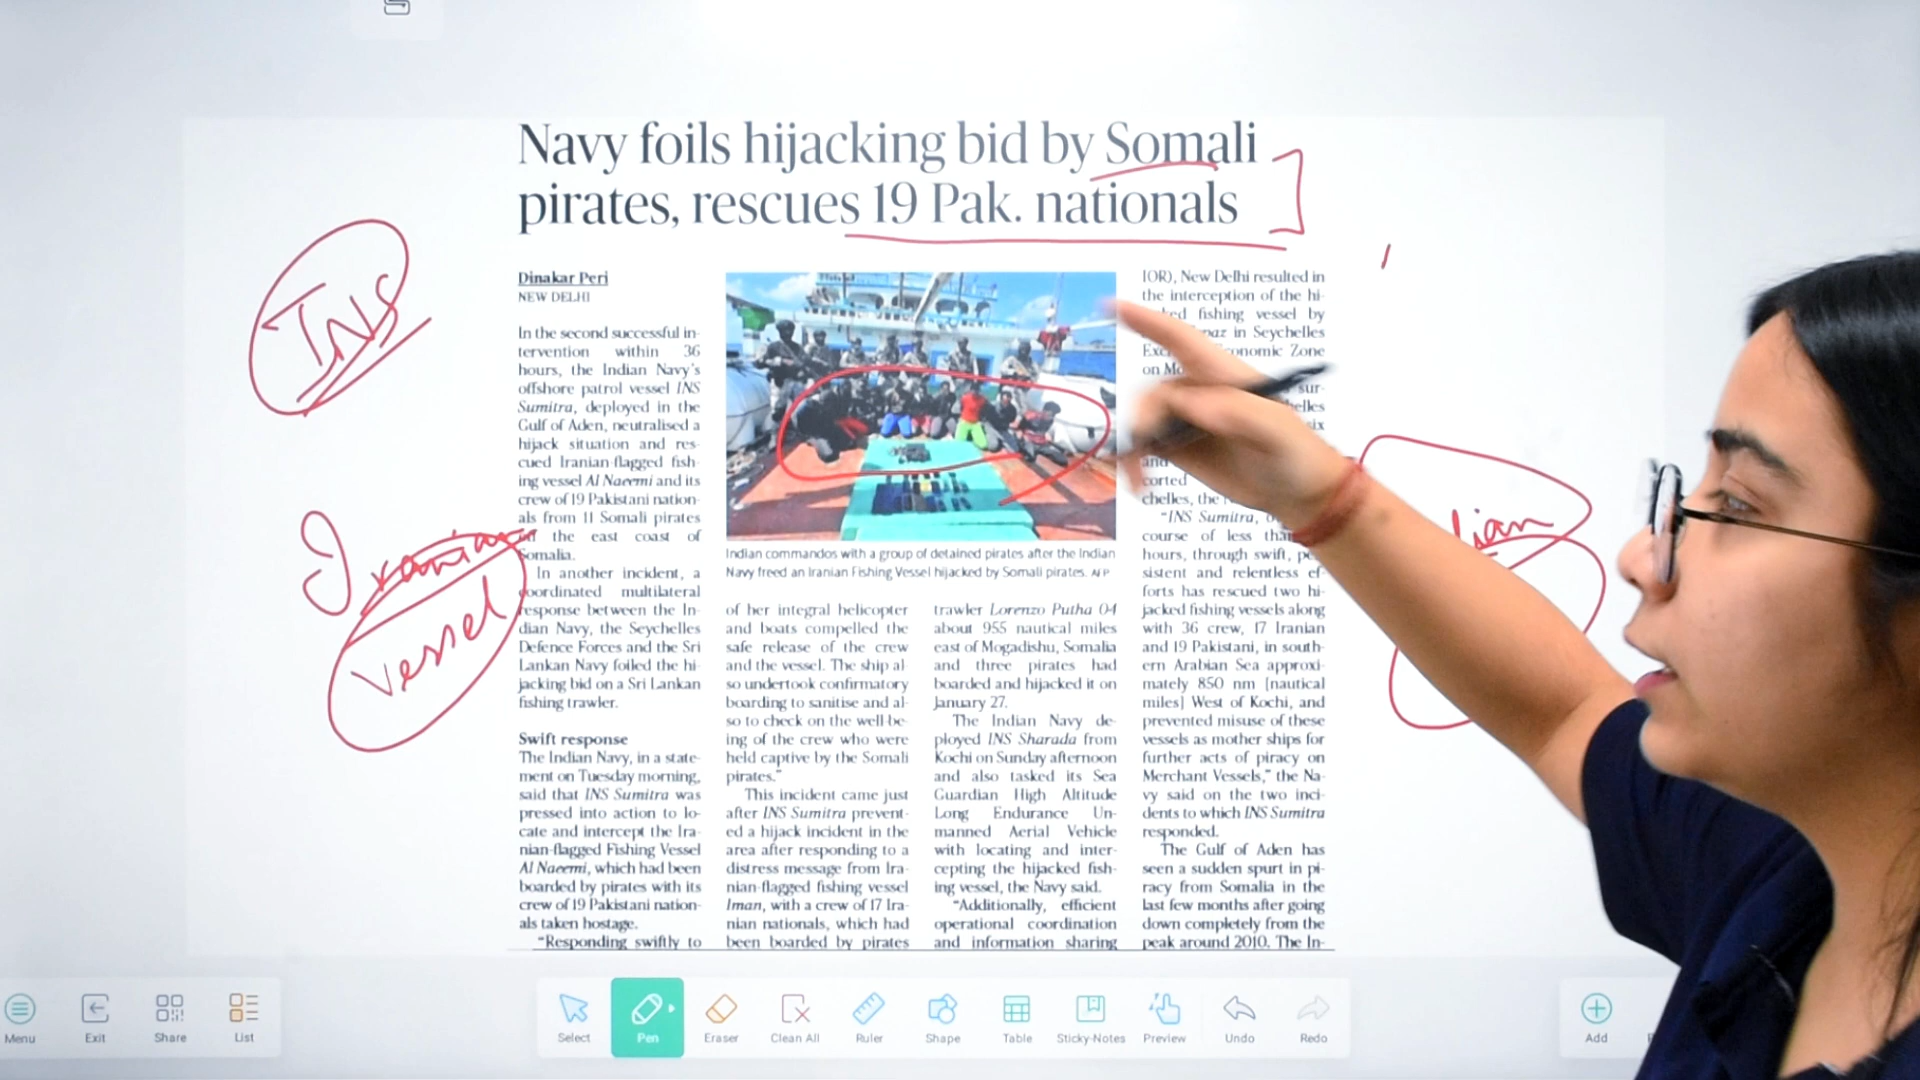 Navy foils hijacking bid by Somali
pirates, rescues 19 Pak. nationals
INS
Iranian
vessel
Dinakar Peri
NEW DELHI
In the second successful in-
tervention within 36
hours, the Indian Navy's
offshore patrol vessel INS
Sumitra, deployed in the
Gulf of Aden, neutralised a
hijack situation and res-
cued Iranian-flagged fish-
ing vessel Al Naeemi and its
crew of 19 Pakistani nation-
als from 11 Somali pirates
the east coast of
Somalia.
In another incident, a
coordinated multilateral
response between the In-
dian Navy, the Seychelles
Defence Forces and the Sri
Lankan Navy foiled the hi-
jacking bid on a Sri Lankan
fishing trawler.
Swift response
The Indian Navy, in a state-
ment on Tuesday morning,
said that INS Sumitra was
pressed into action to lo-
cate and intercept the Ira-
nian-flagged Fishing Vessel
Al Naeemi, which had been
boarded by pirates with its
crew of 19 Pakistani nation-
als taken hostage.
"Responding swiftly to
Indian commandos with a group of detained pirates after the Indian
Navy freed an Iranian Fishing Vessel hijacked by Somali pirates. AFP
of her integral helicopter
and boats compelled the
safe release of the crew
and the vessel. The ship al-
so undertook confirmatory
boarding to sanitise and al-
so to check on the well-be-
ing of the crew who were
held captive by the Somali
pirates."
This incident came just
after INS Sumitra prevent-
ed a hijack incident in the
area after responding to a
distress message from Ira-
nian-flagged fishing vessel
Iman, with a crew of 17 Ira-
nian nationals, which had
been boarded by pirates
trawler Lorenzo Putha 04
about 955 nautical miles
east of Mogadishu, Somalia
and three pirates had
boarded and hijacked it on
January 27.
The Indian Navy de-
ployed INS Sharada from
Kochi on Sunday afternoon
and also tasked its Sea
Guardian High Altitude
Long Endurance Un-
manned Aerial Vehicle
with locating and inter-
cepting the hijacked fish-
ing vessel, the Navy said.
"Additionally, efficient
operational coordination
and information sharing
IOR), New Delhi resulted in
the interception of the hi-
fishing vessel by
in Seychelles
Zone
on
and
chelles, the
"INS Sumitra,
course of less
hours, through swift,
sistent and relentless ef-
forts has rescued two hi-
jacked fishing vessels along
with 36 crew, 17 Iranian
and 19 Pakistani, in south-
ern Arabian Sea approxi-
mately 850 nm [nautical
miles] West of Kochi, and
prevented misuse of these
vessels as mother ships for
further acts of piracy on
Merchant Vessels," the Na-
vy said on the two inci-
dents to which INS Sumitra
responded.
The Gulf of Aden has
seen a sudden spurt in pi-
racy from Somalia in the
last few months after going
down completely from the
peak around 2010. The In-
Menu Exit Share List Select Pen Eraser Clean All Ruler Shape Table Sticky-Notes Preview Undo Redo Add